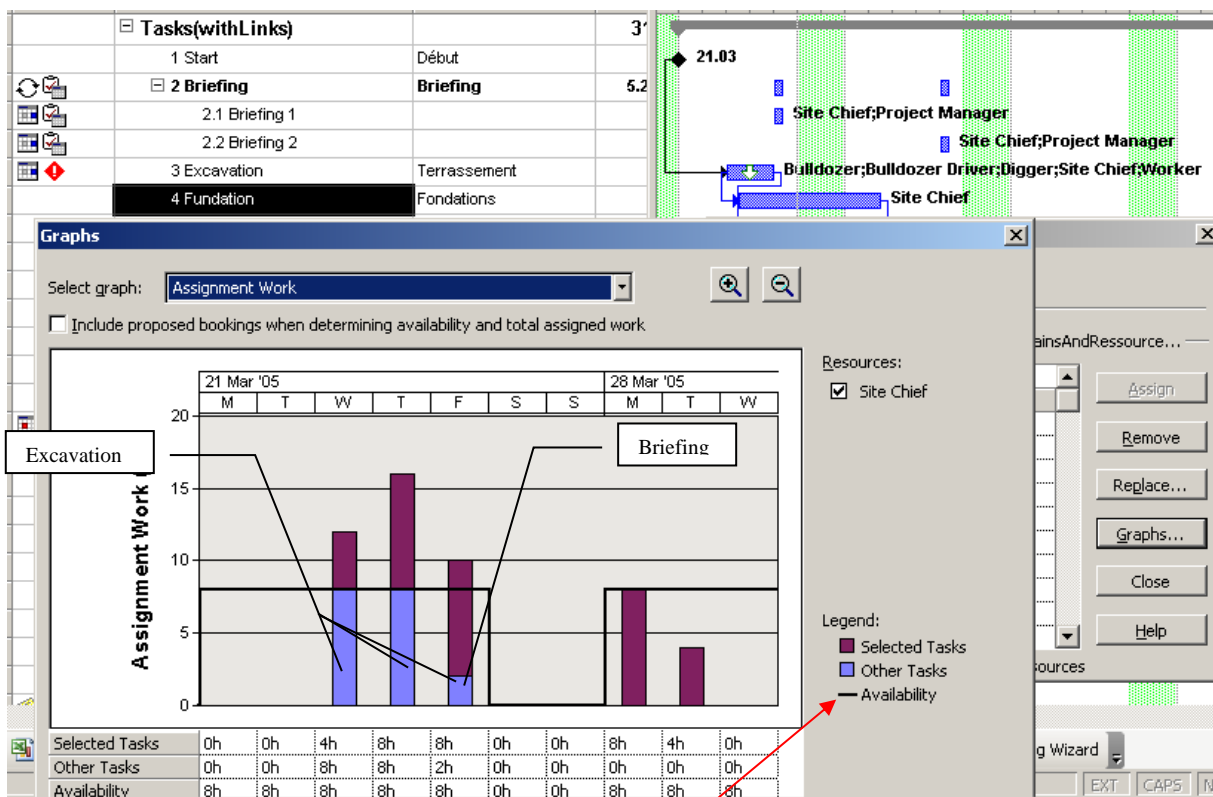 Tasks(withLinks)
1 Start Début
21.03
2 Briefing Briefing 5.2
2.1 Briefing 1
Site Chief;Project Manager
2.2 Briefing 2
Site Chief;Project Manager
3 Excavation Terrassement
Bulldozer;Bulldozer Driver;Digger;Site Chief;Worker
4 Fundation Fondations
Site Chief
Graphs
Select graph: Assignment Work
Include proposed bookings when determining availability and total assigned work
21 Mar '05 28 Mar '05
M T W T F S S M T W
20
15
10
5
0
Assignment Work
Excavation
Briefing
Resources:
Site Chief
Legend:
Selected Tasks
Other Tasks
Availability
Selected Tasks 0h 0h 4h 8h 8h 0h 0h 8h 4h 0h
Other Tasks 0h 0h 8h 8h 2h 0h 0h 0h 0h 0h
Availability 8h 8h 8h 8h 8h 0h 0h 8h 8h 8h
ainsAndRessource...
Assign
Remove
Replace...
Graphs...
Close
Help
ources
g Wizard
EXT CAPS